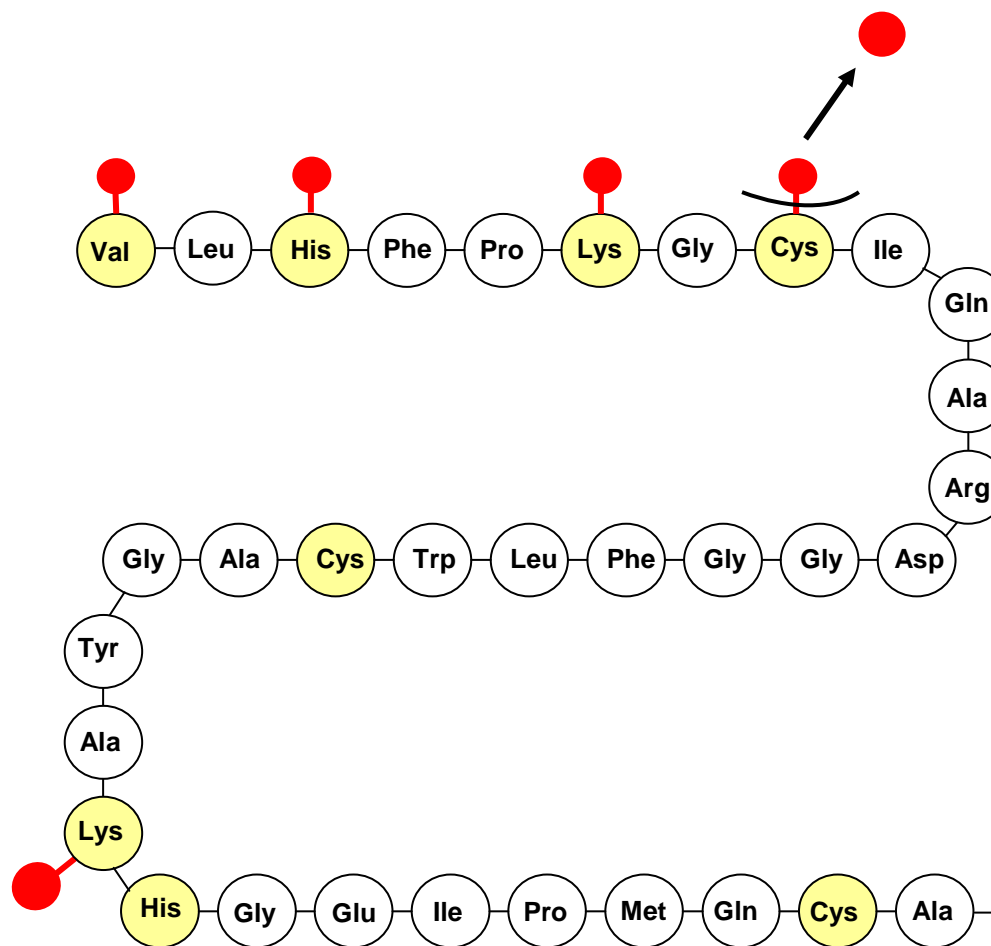 Val Leu His Phe Pro Lys Gly Cys Ile
Gln
Ala
Arg
Gly Ala Cys Trp Leu Phe Gly Gly Asp
Tyr
Ala
Lys
His Gly Glu Ile Pro Met Gln Cys Ala